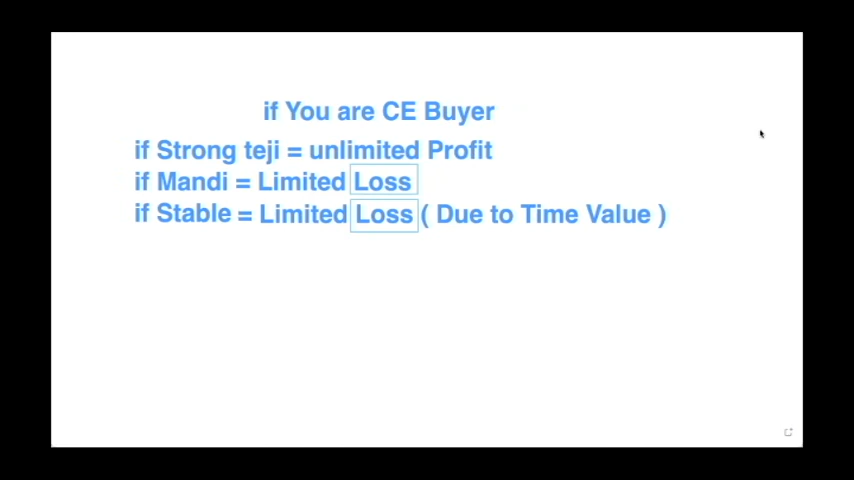 if You are CE Buyer
if Strong teji = unlimited Profit
if Mandi = Limited Loss
if Stable = Limited Loss ( Due to Time Value )